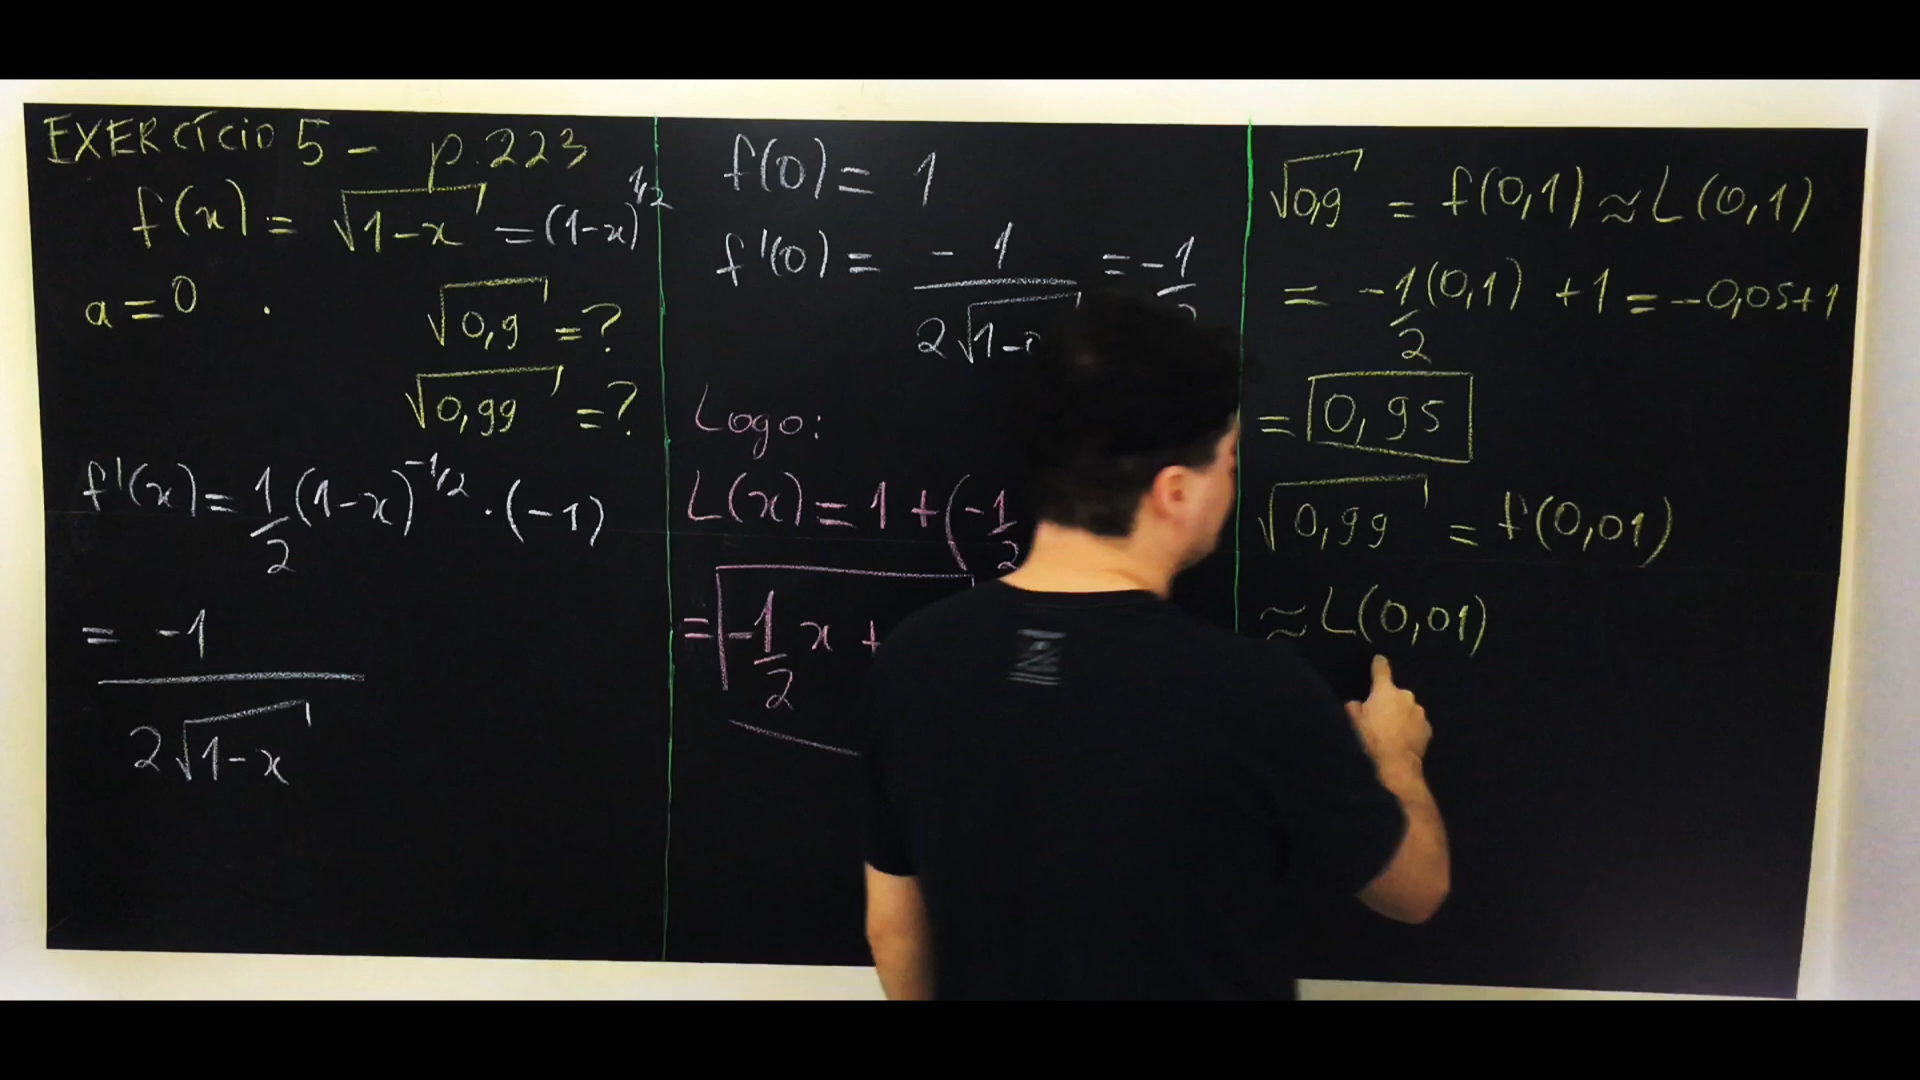 EXERCÍCIO 5 - p.223
f(x) = √1-x = (1-x)^1/2
a = 0 .
√0,9 = ?
√0,99 = ?
f'(x) = 1/2 (1-x)^-1/2 · (-1)
= -1
2√1-x
f(0) = 1
f'(0) = -1 = -1
2√1- 2
Logo:
L(x) = 1 + (-1/2
= -1/2 x +
√0,9 = f(0,1) ≈ L(0,1)
= -1/2 (0,1) + 1 = -0,05+1
= 0,95
√0,99 = f(0,01)
≈ L(0,01)